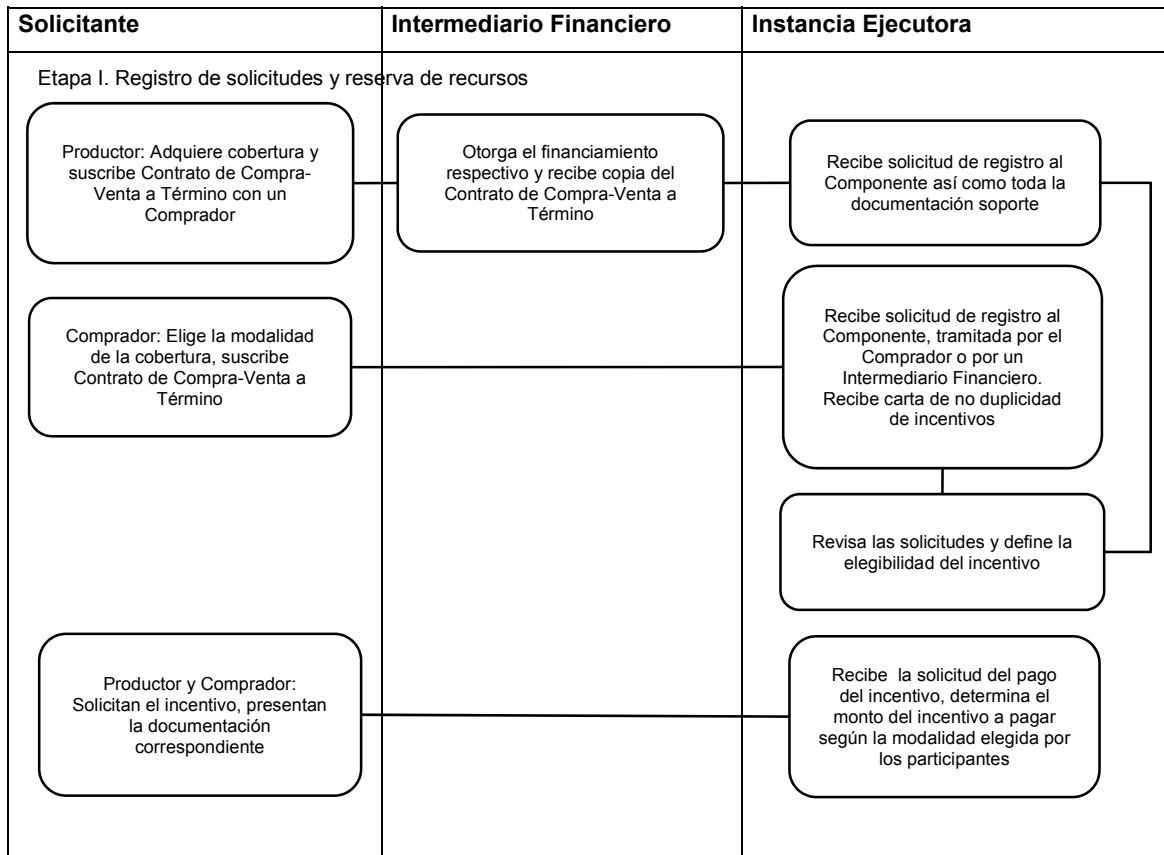 Solicitante
Intermediario Financiero
Instancia Ejecutora
Etapa I. Registro de solicitudes y reserva de recursos
Productor: Adquiere cobertura y
suscribe Contrato de Compra-
Venta a Término con un
Comprador
Otorga el financiamiento
respectivo y recibe copia del
Contrato de Compra-Venta a
Término
Recibe solicitud de registro al
Componente así como toda la
documentación soporte
Comprador: Elige la modalidad
de la cobertura, suscribe
Contrato de Compra-Venta a
Término
Recibe solicitud de registro al
Componente, tramitada por el
Comprador o por un
Intermediario Financiero.
Recibe carta de no duplicidad
de incentivos
Revisa las solicitudes y define la
elegibilidad del incentivo
Productor y Comprador:
Solicitan el incentivo, presentan
la documentación
correspondiente
Recibe la solicitud del pago
del incentivo, determina el
monto del incentivo a pagar
según la modalidad elegida por
los participantes